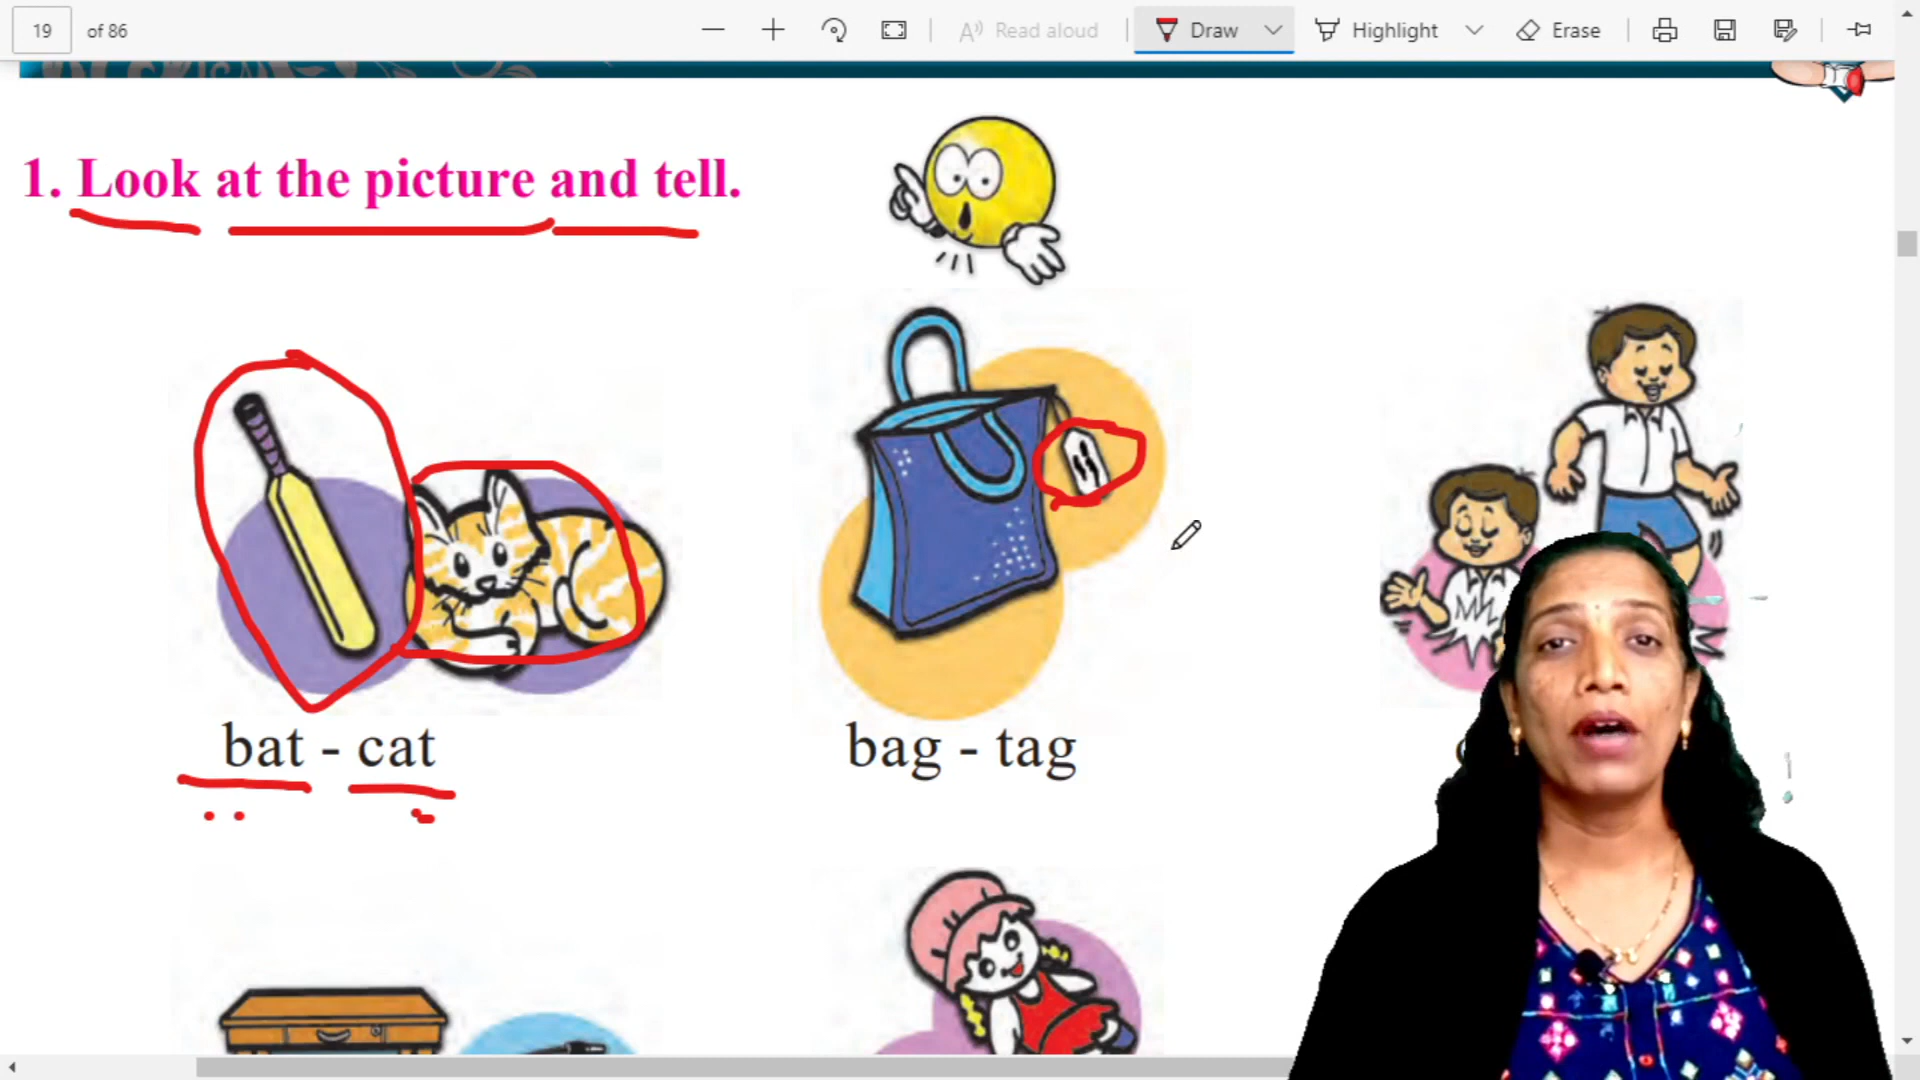 19 of 86 Read aloud Draw Highlight Erase
1. Look at the picture and tell.
bat - cat bag - tag